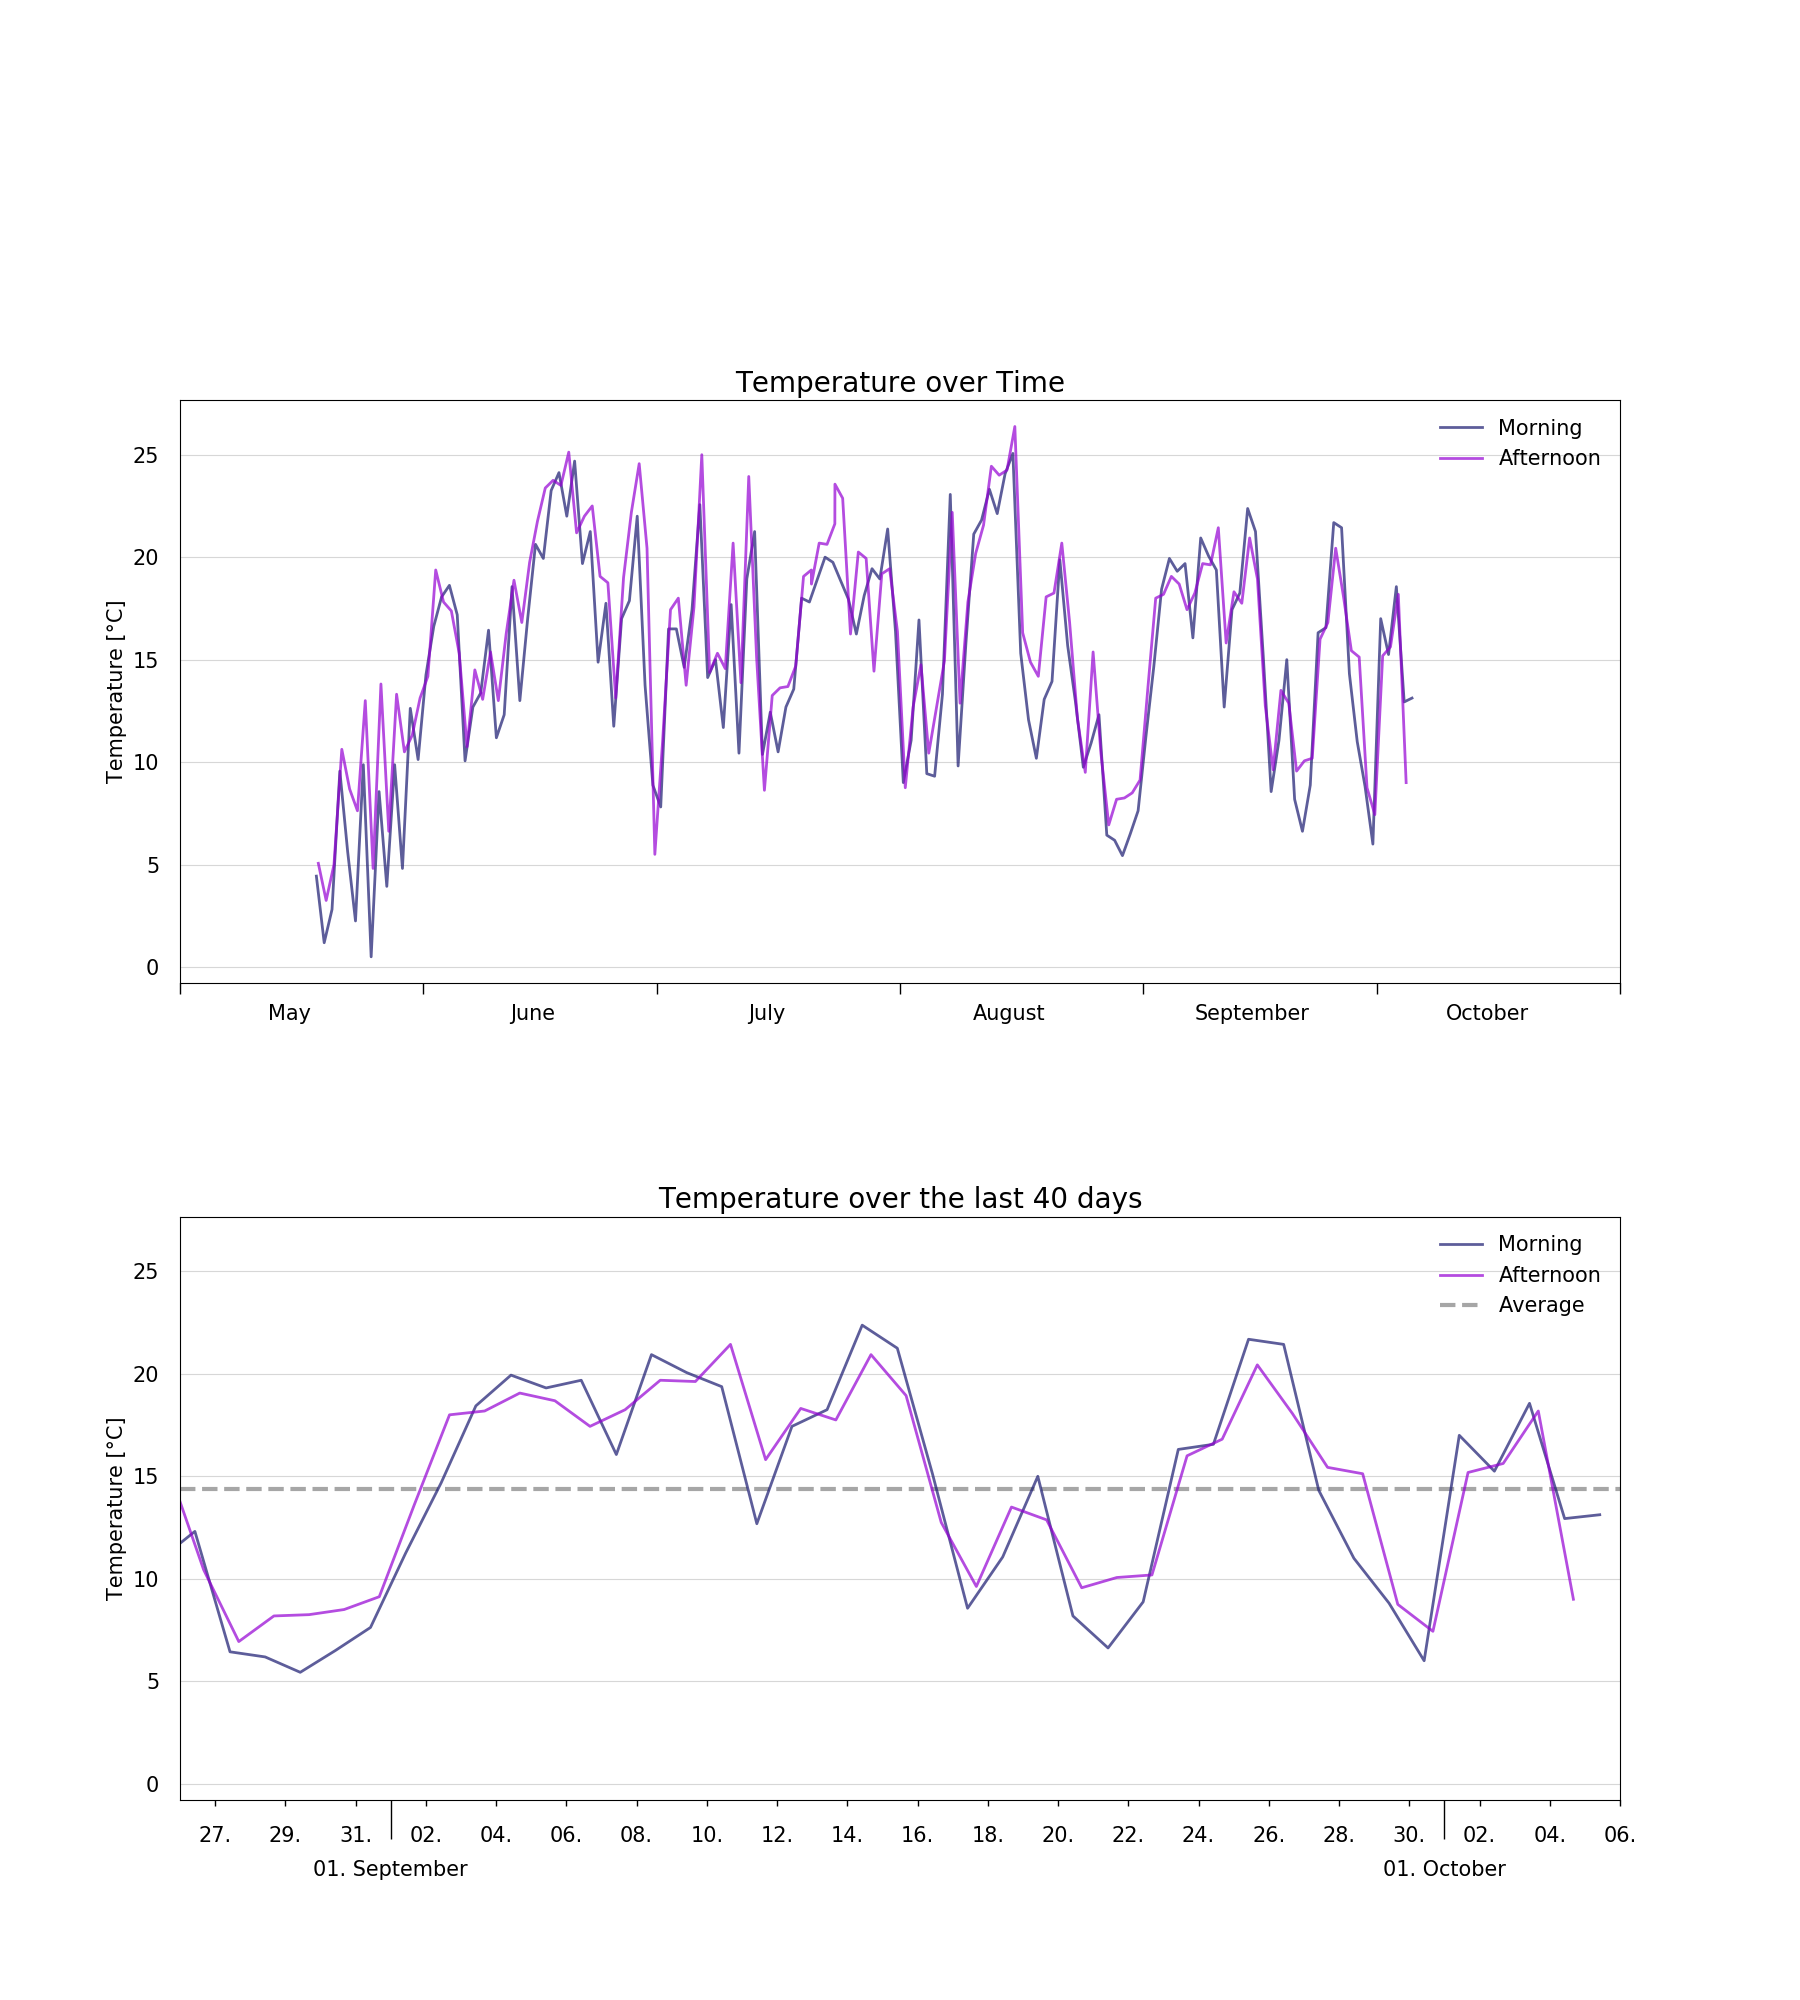 Temperature over Time
Morning
Afternoon
25
20
15
10
5
0
Temperature [°C]
May June July August September October
Temperature over the last 40 days
Morning
Afternoon
Average
25
20
15
10
5
0
Temperature [°C]
27. 29. 31. 02. 04. 06. 08. 10. 12. 14. 16. 18. 20. 22. 24. 26. 28. 30. 02. 04. 06.
01. September 01. October